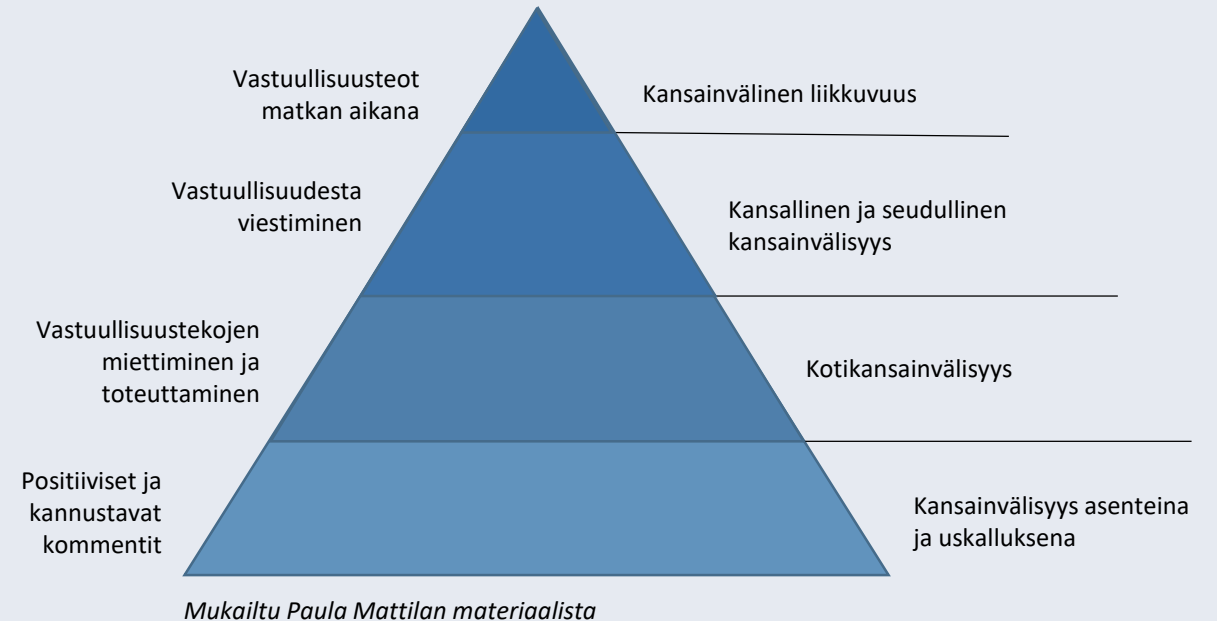 Vastuullisuusteot
matkan aikana
Kansainvälinen liikkuvuus
Vastuullisuudesta
viestiminen
Kansallinen ja seudullinen
kansainvälisyys
Vastuullisuustekojen
miettiminen ja
toteuttaminen
Kotikansainvälisyys
Positiiviset ja
kannustavat
kommentit
Kansainvälisyys asenteina
ja uskalluksena
Mukailtu Paula Mattilan materiaalista